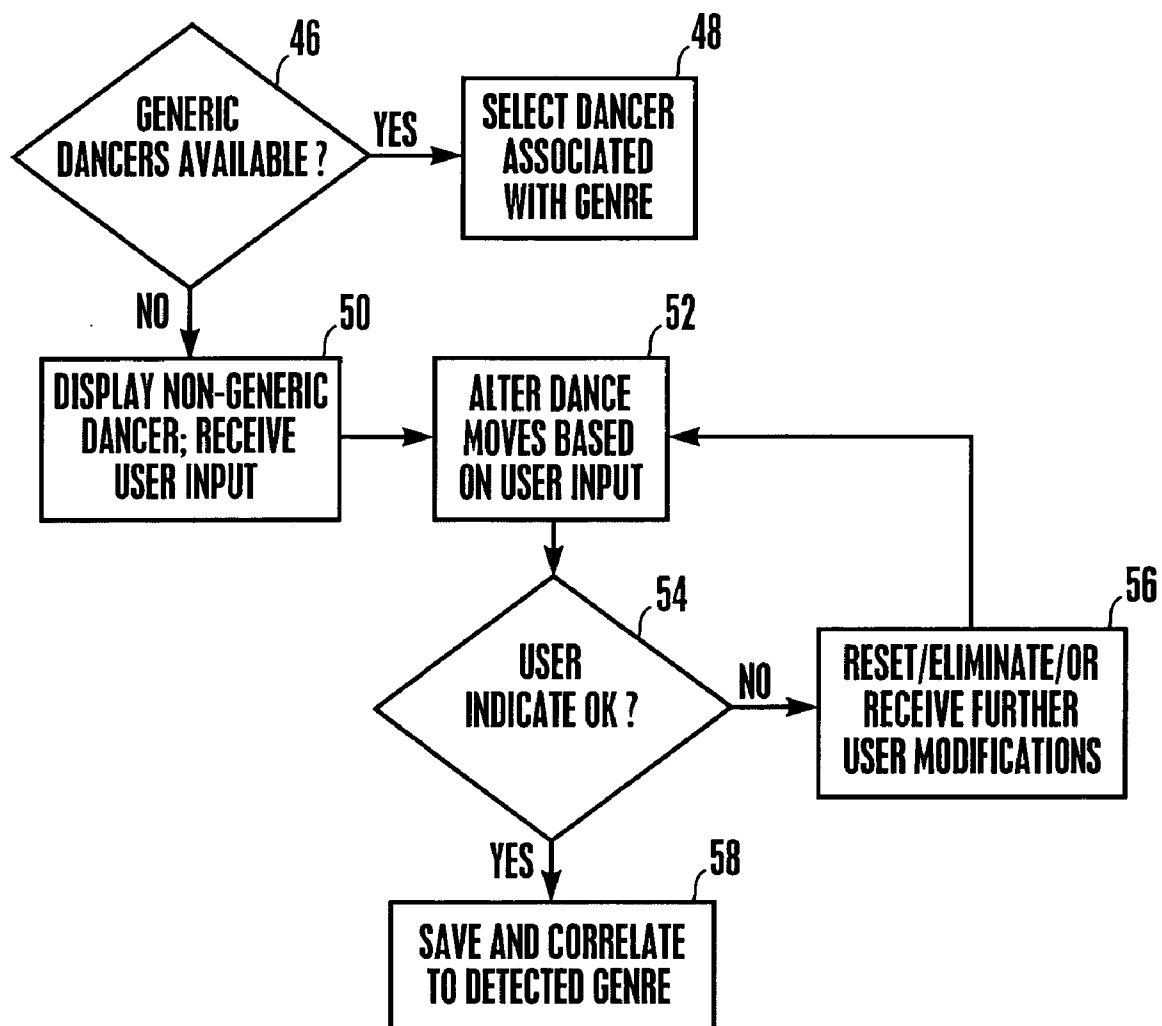 46
GENERIC
DANCERS AVAILABLE ?
YES
48
SELECT DANCER
ASSOCIATED
WITH GENRE
NO
50
DISPLAY NON-GENERIC
DANCER; RECEIVE
USER INPUT
52
ALTER DANCE
MOVES BASED
ON USER INPUT
54
USER
INDICATE OK ?
NO
56
RESET/ELIMINATE/OR
RECEIVE FURTHER
USER MODIFICATIONS
YES
58
SAVE AND CORRELATE
TO DETECTED GENRE